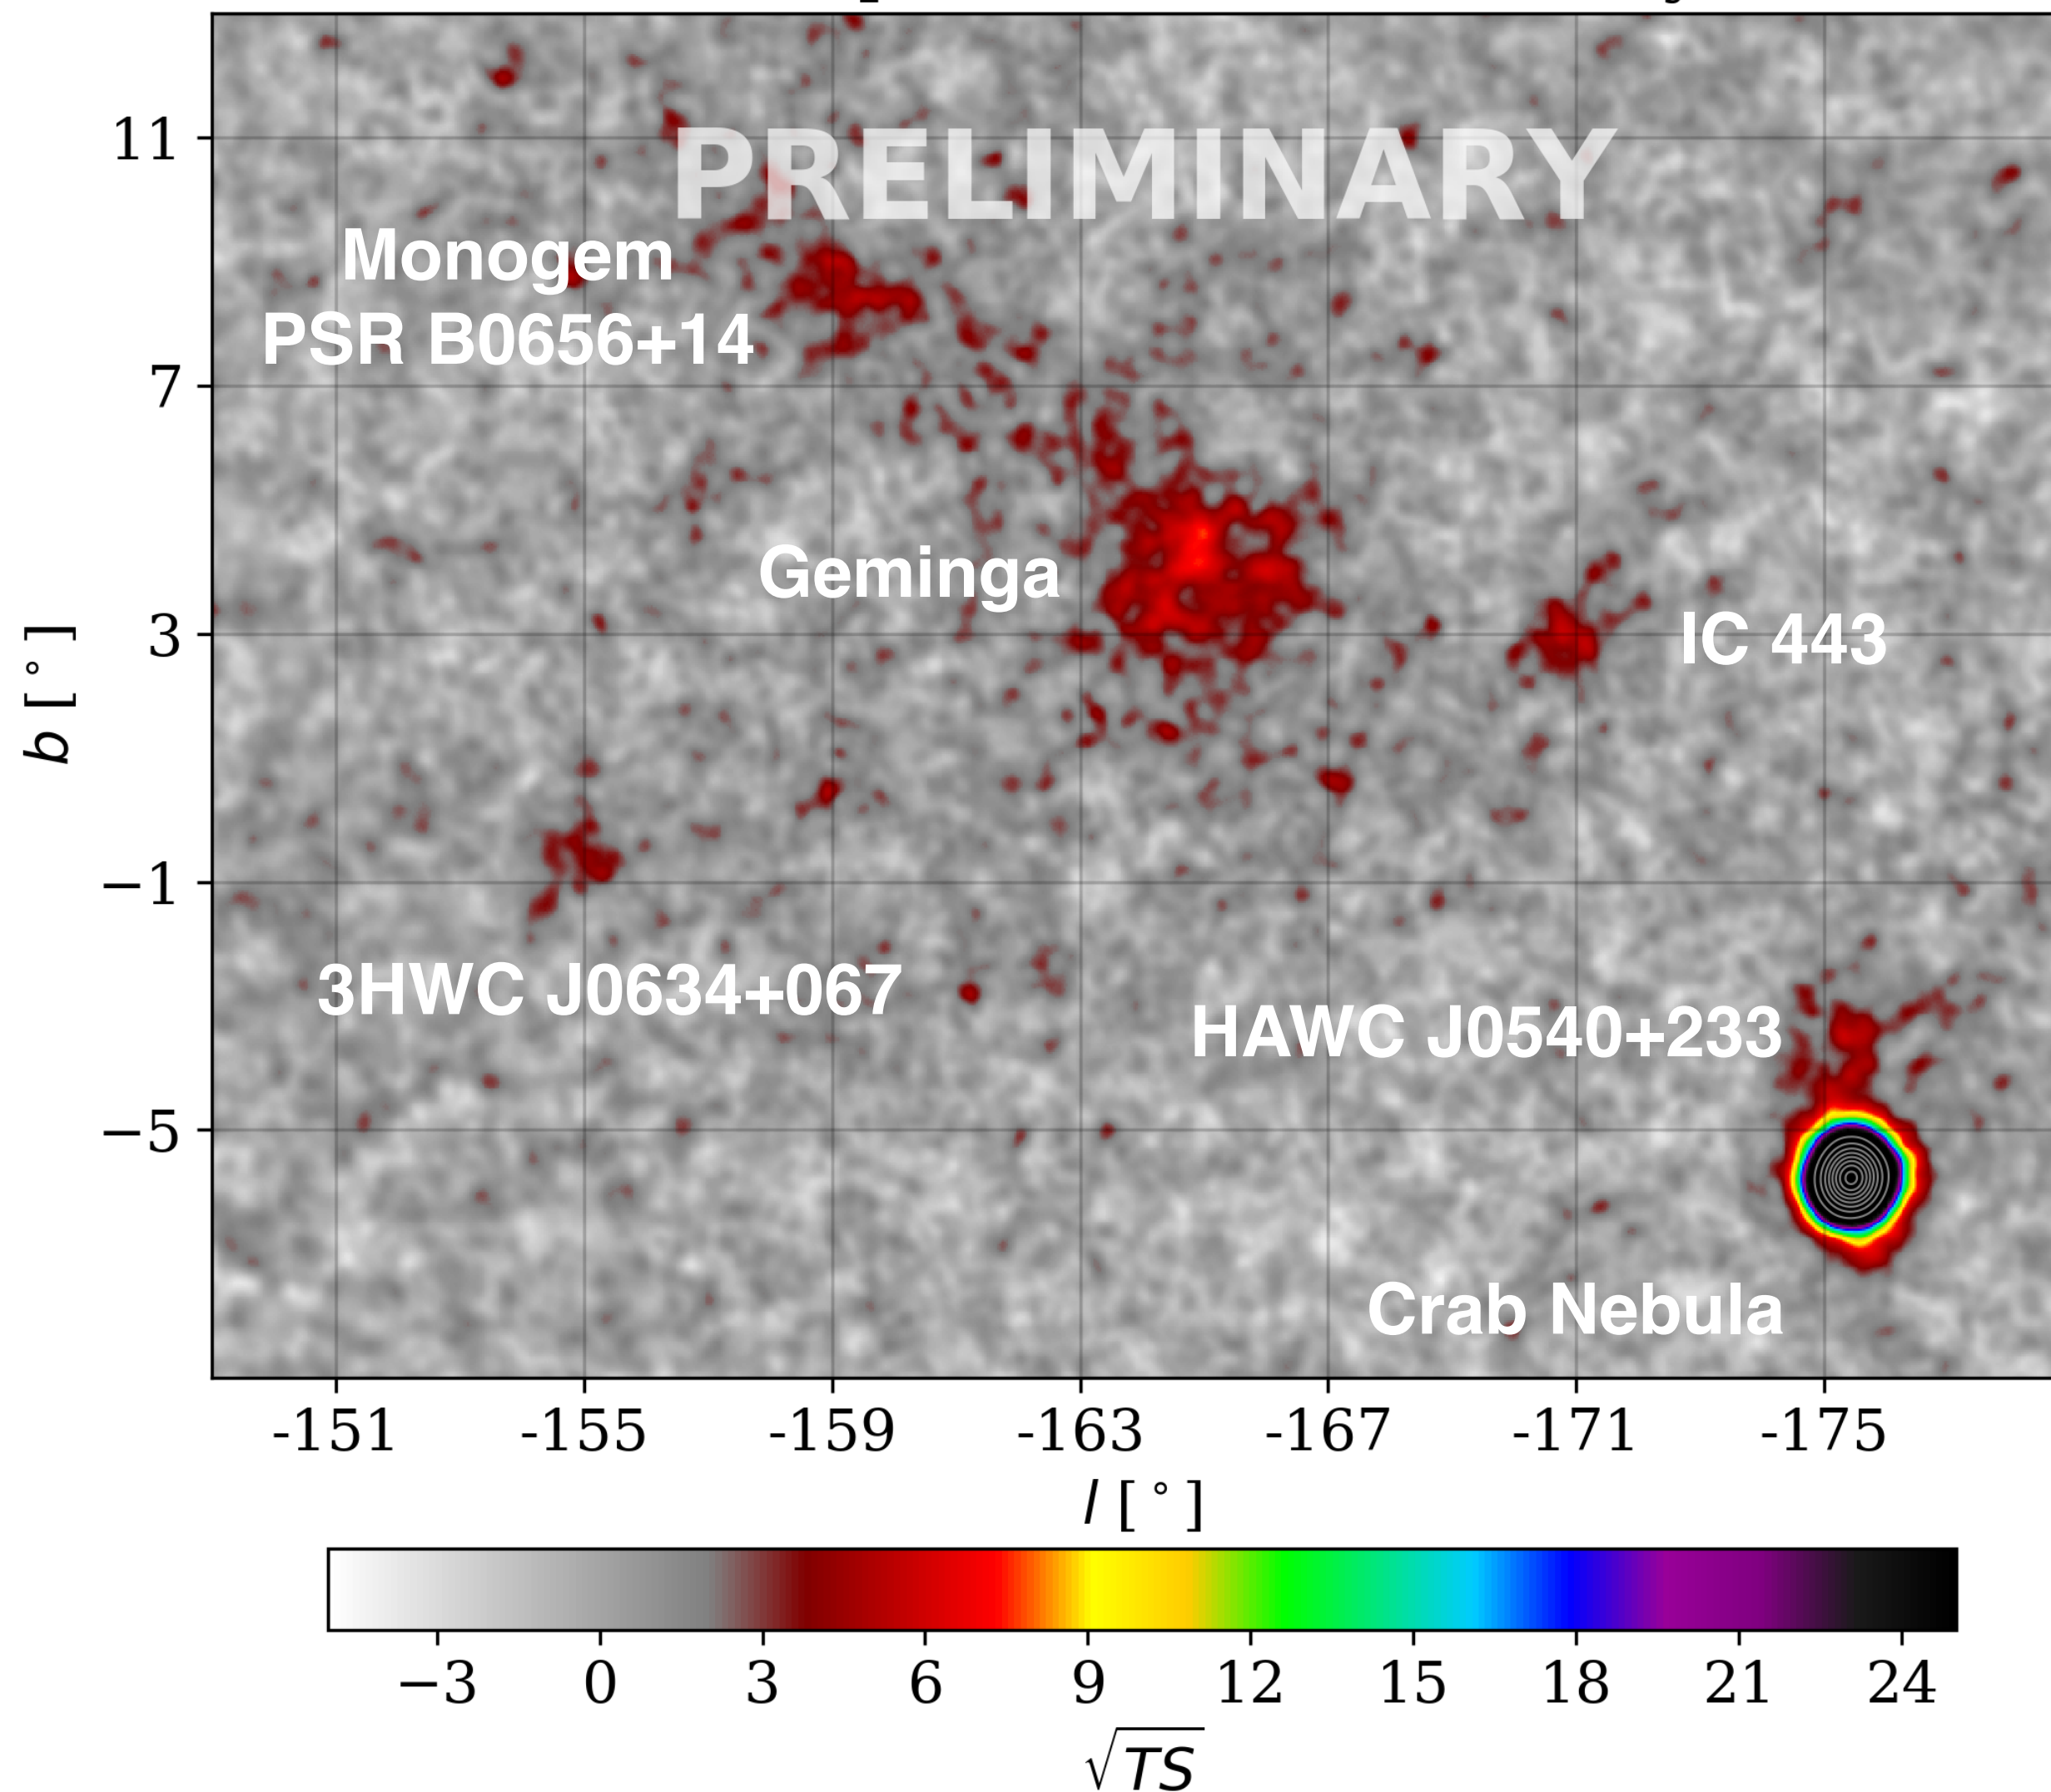 PRELIMINARY
Monogem
PSR B0656+14
Geminga
IC 443
3HWC J0634+067
HAWC J0540+233
Crab Nebula
11
7
3
−1
−5
b [°]
-151 -155 -159 -163 -167 -171 -175
l [°]
−3 0 3 6 9 12 15 18 21 24
√TS